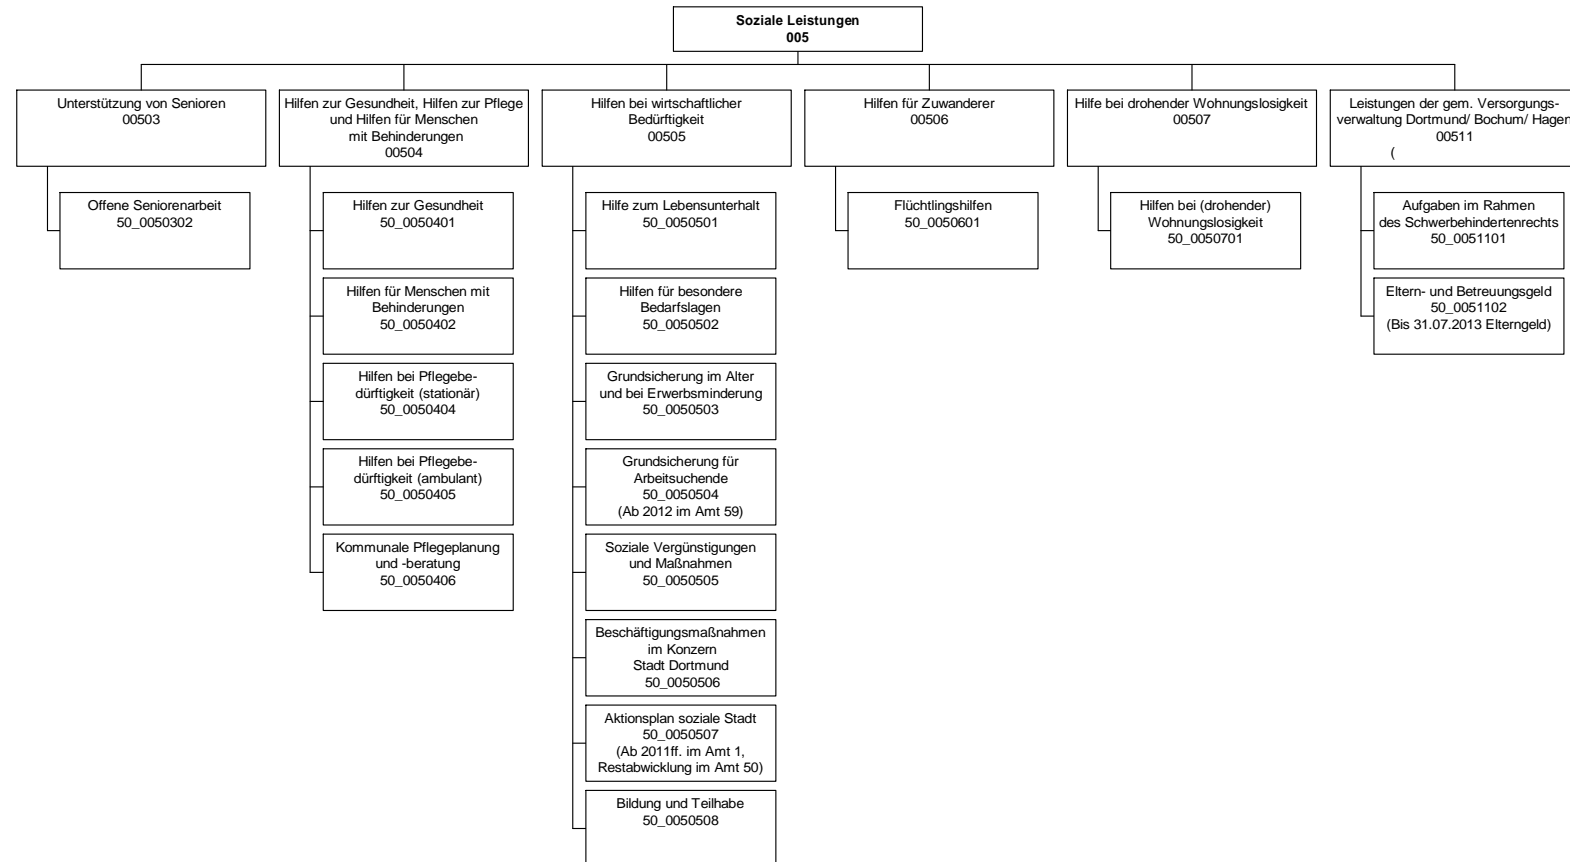 Soziale Leistungen
005
Unterstützung von Senioren
00503
Offene Seniorenarbeit
50_0050302
Hilfen zur Gesundheit, Hilfen zur Pflege
und Hilfen für Menschen
mit Behinderungen
00504
Hilfen zur Gesundheit
50_0050401
Hilfen für Menschen mit
Behinderungen
50_0050402
Hilfen bei Pflegebe-
dürftigkeit (stationär)
50_0050404
Hilfen bei Pflegebe-
dürftigkeit (ambulant)
50_0050405
Kommunale Pflegeplanung
und -beratung
50_0050406
Hilfen bei wirtschaftlicher
Bedürftigkeit
00505
Hilfe zum Lebensunterhalt
50_0050501
Hilfen für besondere
Bedarfslagen
50_0050502
Grundsicherung im Alter
und bei Erwerbsminderung
50_0050503
Grundsicherung für
Arbeitsuchende
50_0050504
(Ab 2012 im Amt 59)
Soziale Vergünstigungen
und Maßnahmen
50_0050505
Beschäftigungsmaßnahmen
im Konzern
Stadt Dortmund
50_0050506
Aktionsplan soziale Stadt
50_0050507
(Ab 2011ff. im Amt 1,
Restabwicklung im Amt 50)
Bildung und Teilhabe
50_0050508
Hilfen für Zuwanderer
00506
Flüchtlingshilfen
50_0050601
Hilfe bei drohender Wohnungslosigkeit
00507
Hilfen bei (drohender)
Wohnungslosigkeit
50_0050701
Leistungen der gem. Versorgungs-
verwaltung Dortmund/ Bochum/ Hagen
00511
(
Aufgaben im Rahmen
des Schwerbehindertenrechts
50_0051101
Eltern- und Betreuungsgeld
50_0051102
(Bis 31.07.2013 Elterngeld)